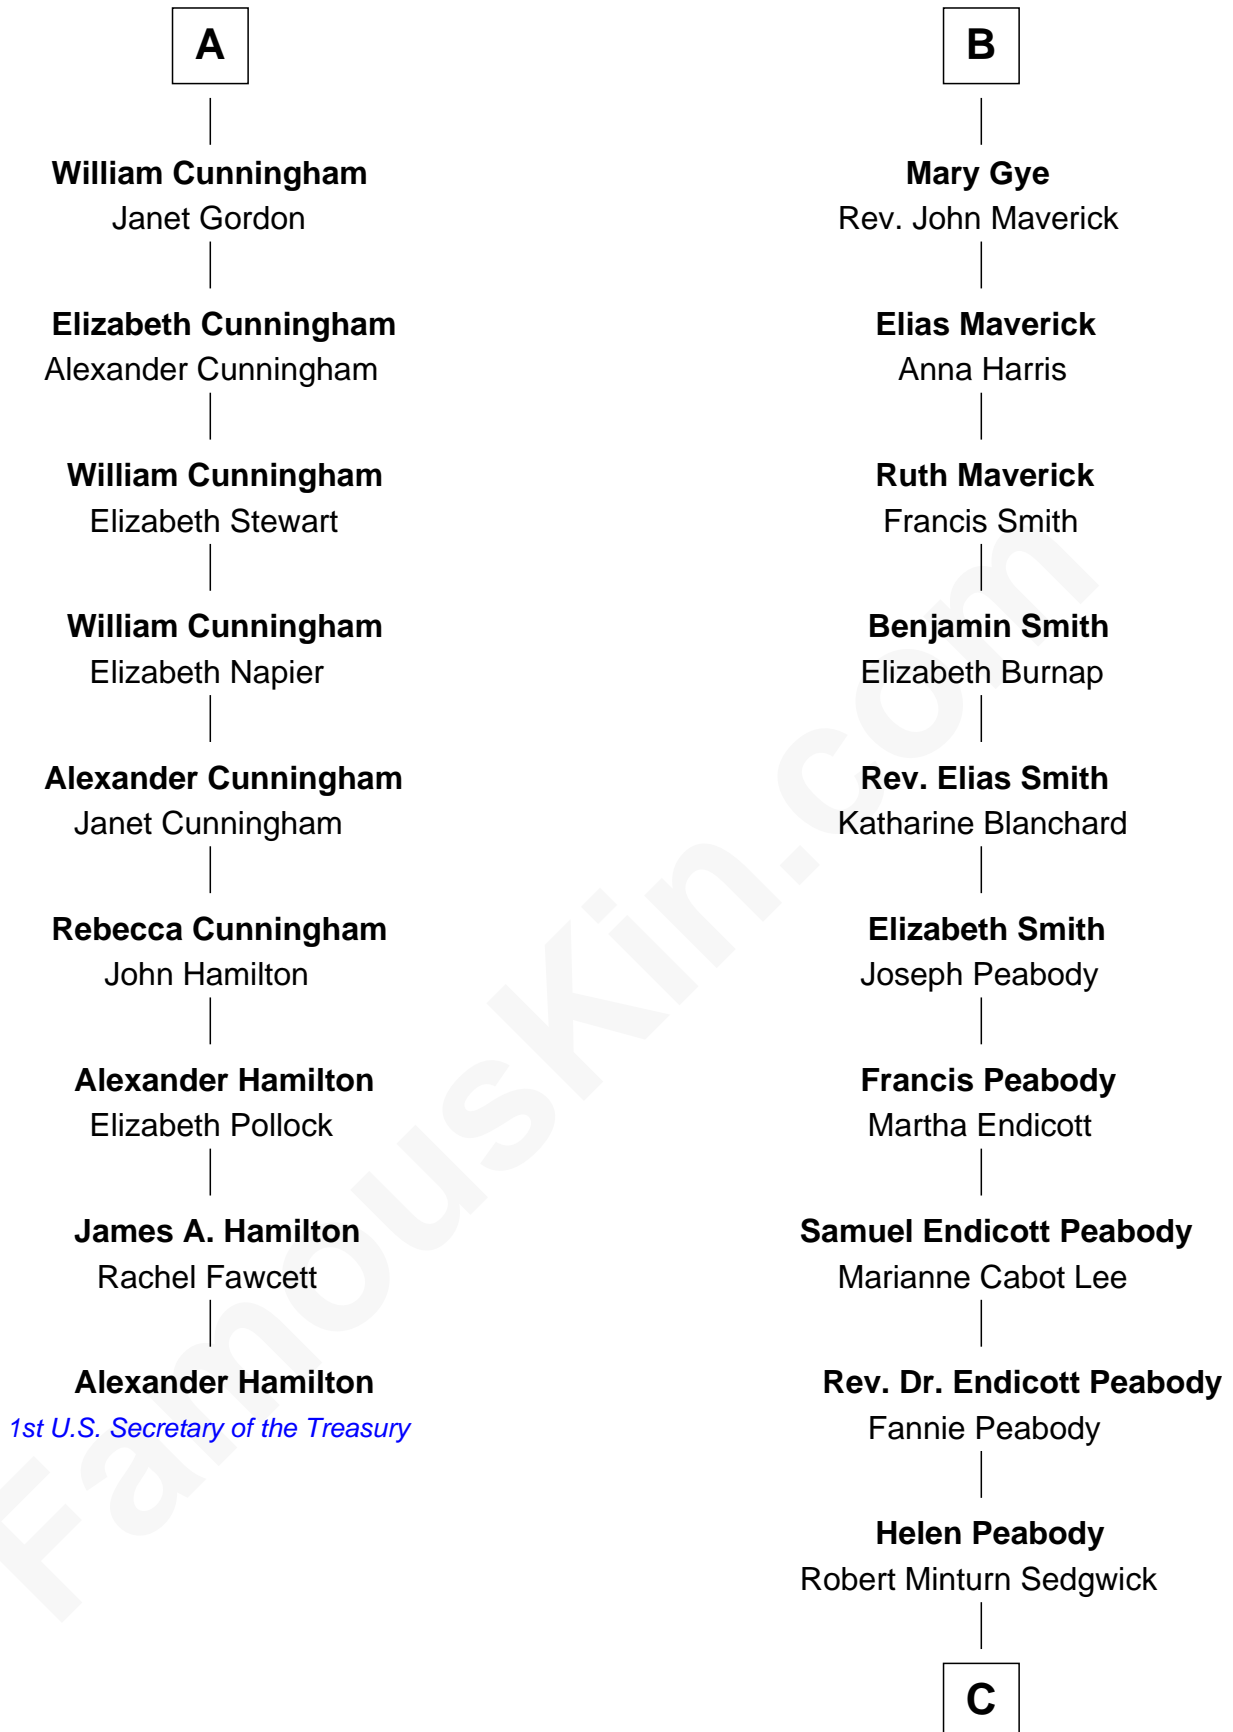 A
William Cunningham
Janet Gordon
Elizabeth Cunningham
Alexander Cunningham
William Cunningham
Elizabeth Stewart
William Cunningham
Elizabeth Napier
Alexander Cunningham
Janet Cunningham
Rebecca Cunningham
John Hamilton
Alexander Hamilton
Elizabeth Pollock
James A. Hamilton
Rachel Fawcett
Alexander Hamilton
1st U.S. Secretary of the Treasury
B
Mary Gye
Rev. John Maverick
Elias Maverick
Anna Harris
Ruth Maverick
Francis Smith
Benjamin Smith
Elizabeth Burnap
Rev. Elias Smith
Katharine Blanchard
Elizabeth Smith
Joseph Peabody
Francis Peabody
Martha Endicott
Samuel Endicott Peabody
Marianne Cabot Lee
Rev. Dr. Endicott Peabody
Fannie Peabody
Helen Peabody
Robert Minturn Sedgwick
C
FamousKin.com